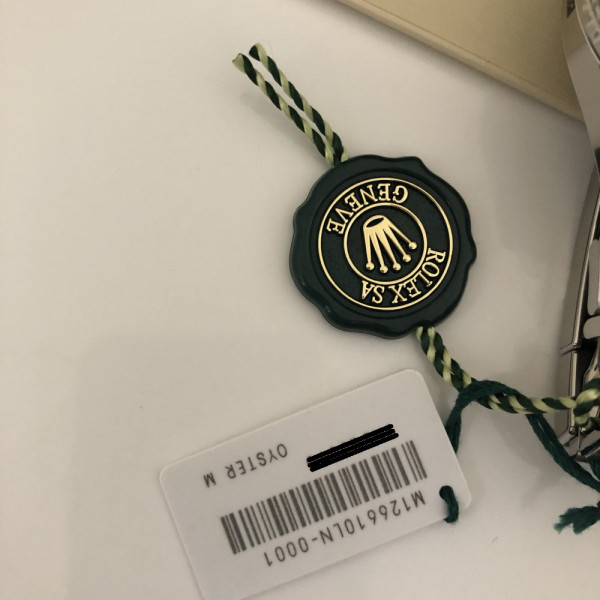 ROLEX SA
GENEVE
M126610LN-0001
OYSTER M